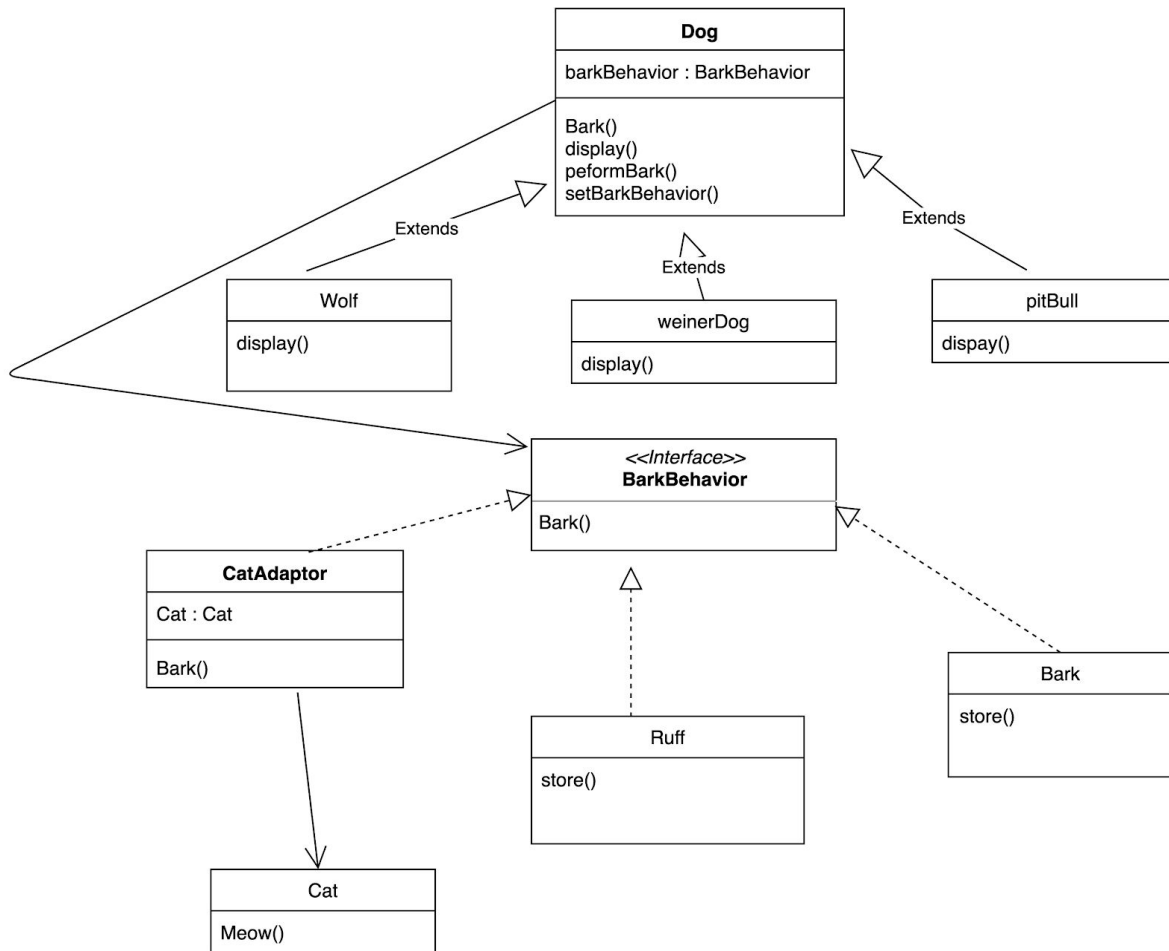 Dog
barkBehavior : BarkBehavior
Bark()
display()
peformBark()
setBarkBehavior()
Extends
Extends
Extends
Wolf
display()
weinerDog
display()
pitBull
dispay()
<<Interface>>
BarkBehavior
Bark()
CatAdaptor
Cat : Cat
Bark()
Ruff
store()
Bark
store()
Cat
Meow()